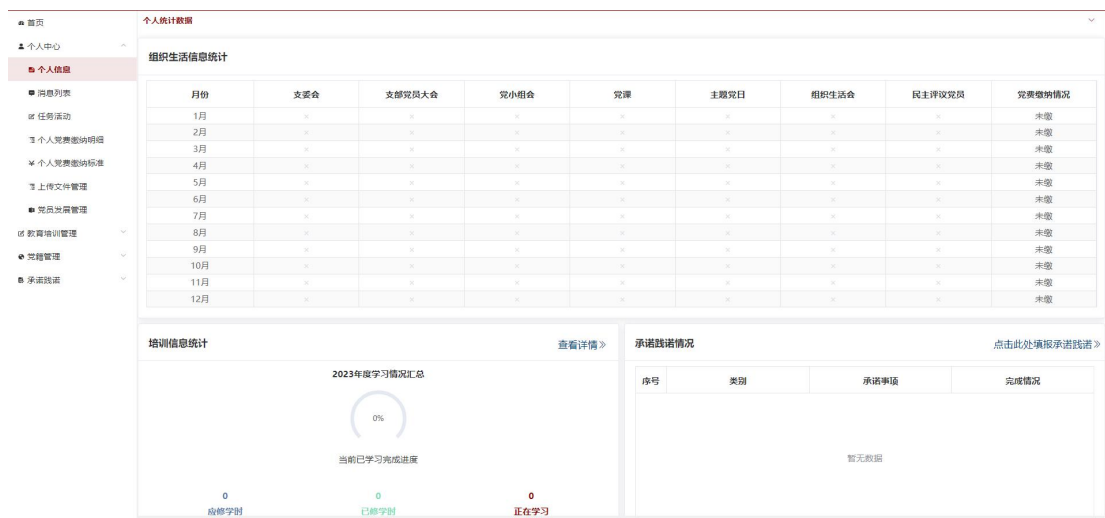 首页
个人中心
个人信息
消息列表
任务活动
个人党费缴纳明细
个人党费缴纳标准
上传文件管理
党员发展管理
教育培训管理
党籍管理
承诺践诺
个人统计数据
组织生活信息统计
月份 支委会 支部党员大会 党小组会 党课 主题党日 组织生活会 民主评议党员 党费缴纳情况
1月 × × × × × × × 未缴
2月 × × × × × × × 未缴
3月 × × × × × × × 未缴
4月 × × × × × × × 未缴
5月 × × × × × × × 未缴
6月 × × × × × × × 未缴
7月 × × × × × × × 未缴
8月 × × × × × × × 未缴
9月 × × × × × × × 未缴
10月 × × × × × × × 未缴
11月 × × × × × × × 未缴
12月 × × × × × × × 未缴
培训信息统计 查看详情》
2023年度学习情况汇总
0%
当前已学习完成进度
0 0 0
应修学时 已修学时 正在学习
承诺践诺情况 点击此处填报承诺践诺》
序号 类别 承诺事项 完成情况
暂无数据